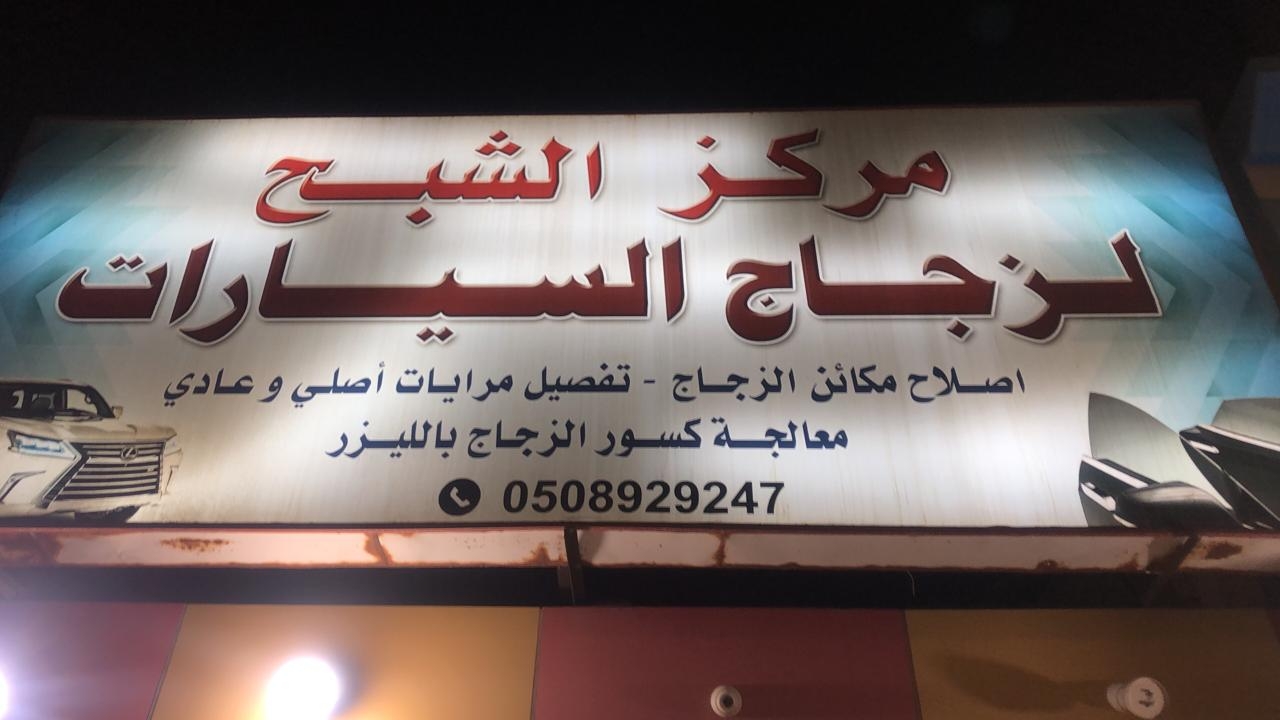 مركز الشبح
لزجاج السيارات
اصلاح مكائن الزجاج - تفصيل مرايات أصلي و عادي
معالجة كسور الزجاج بالليزر
0508929247